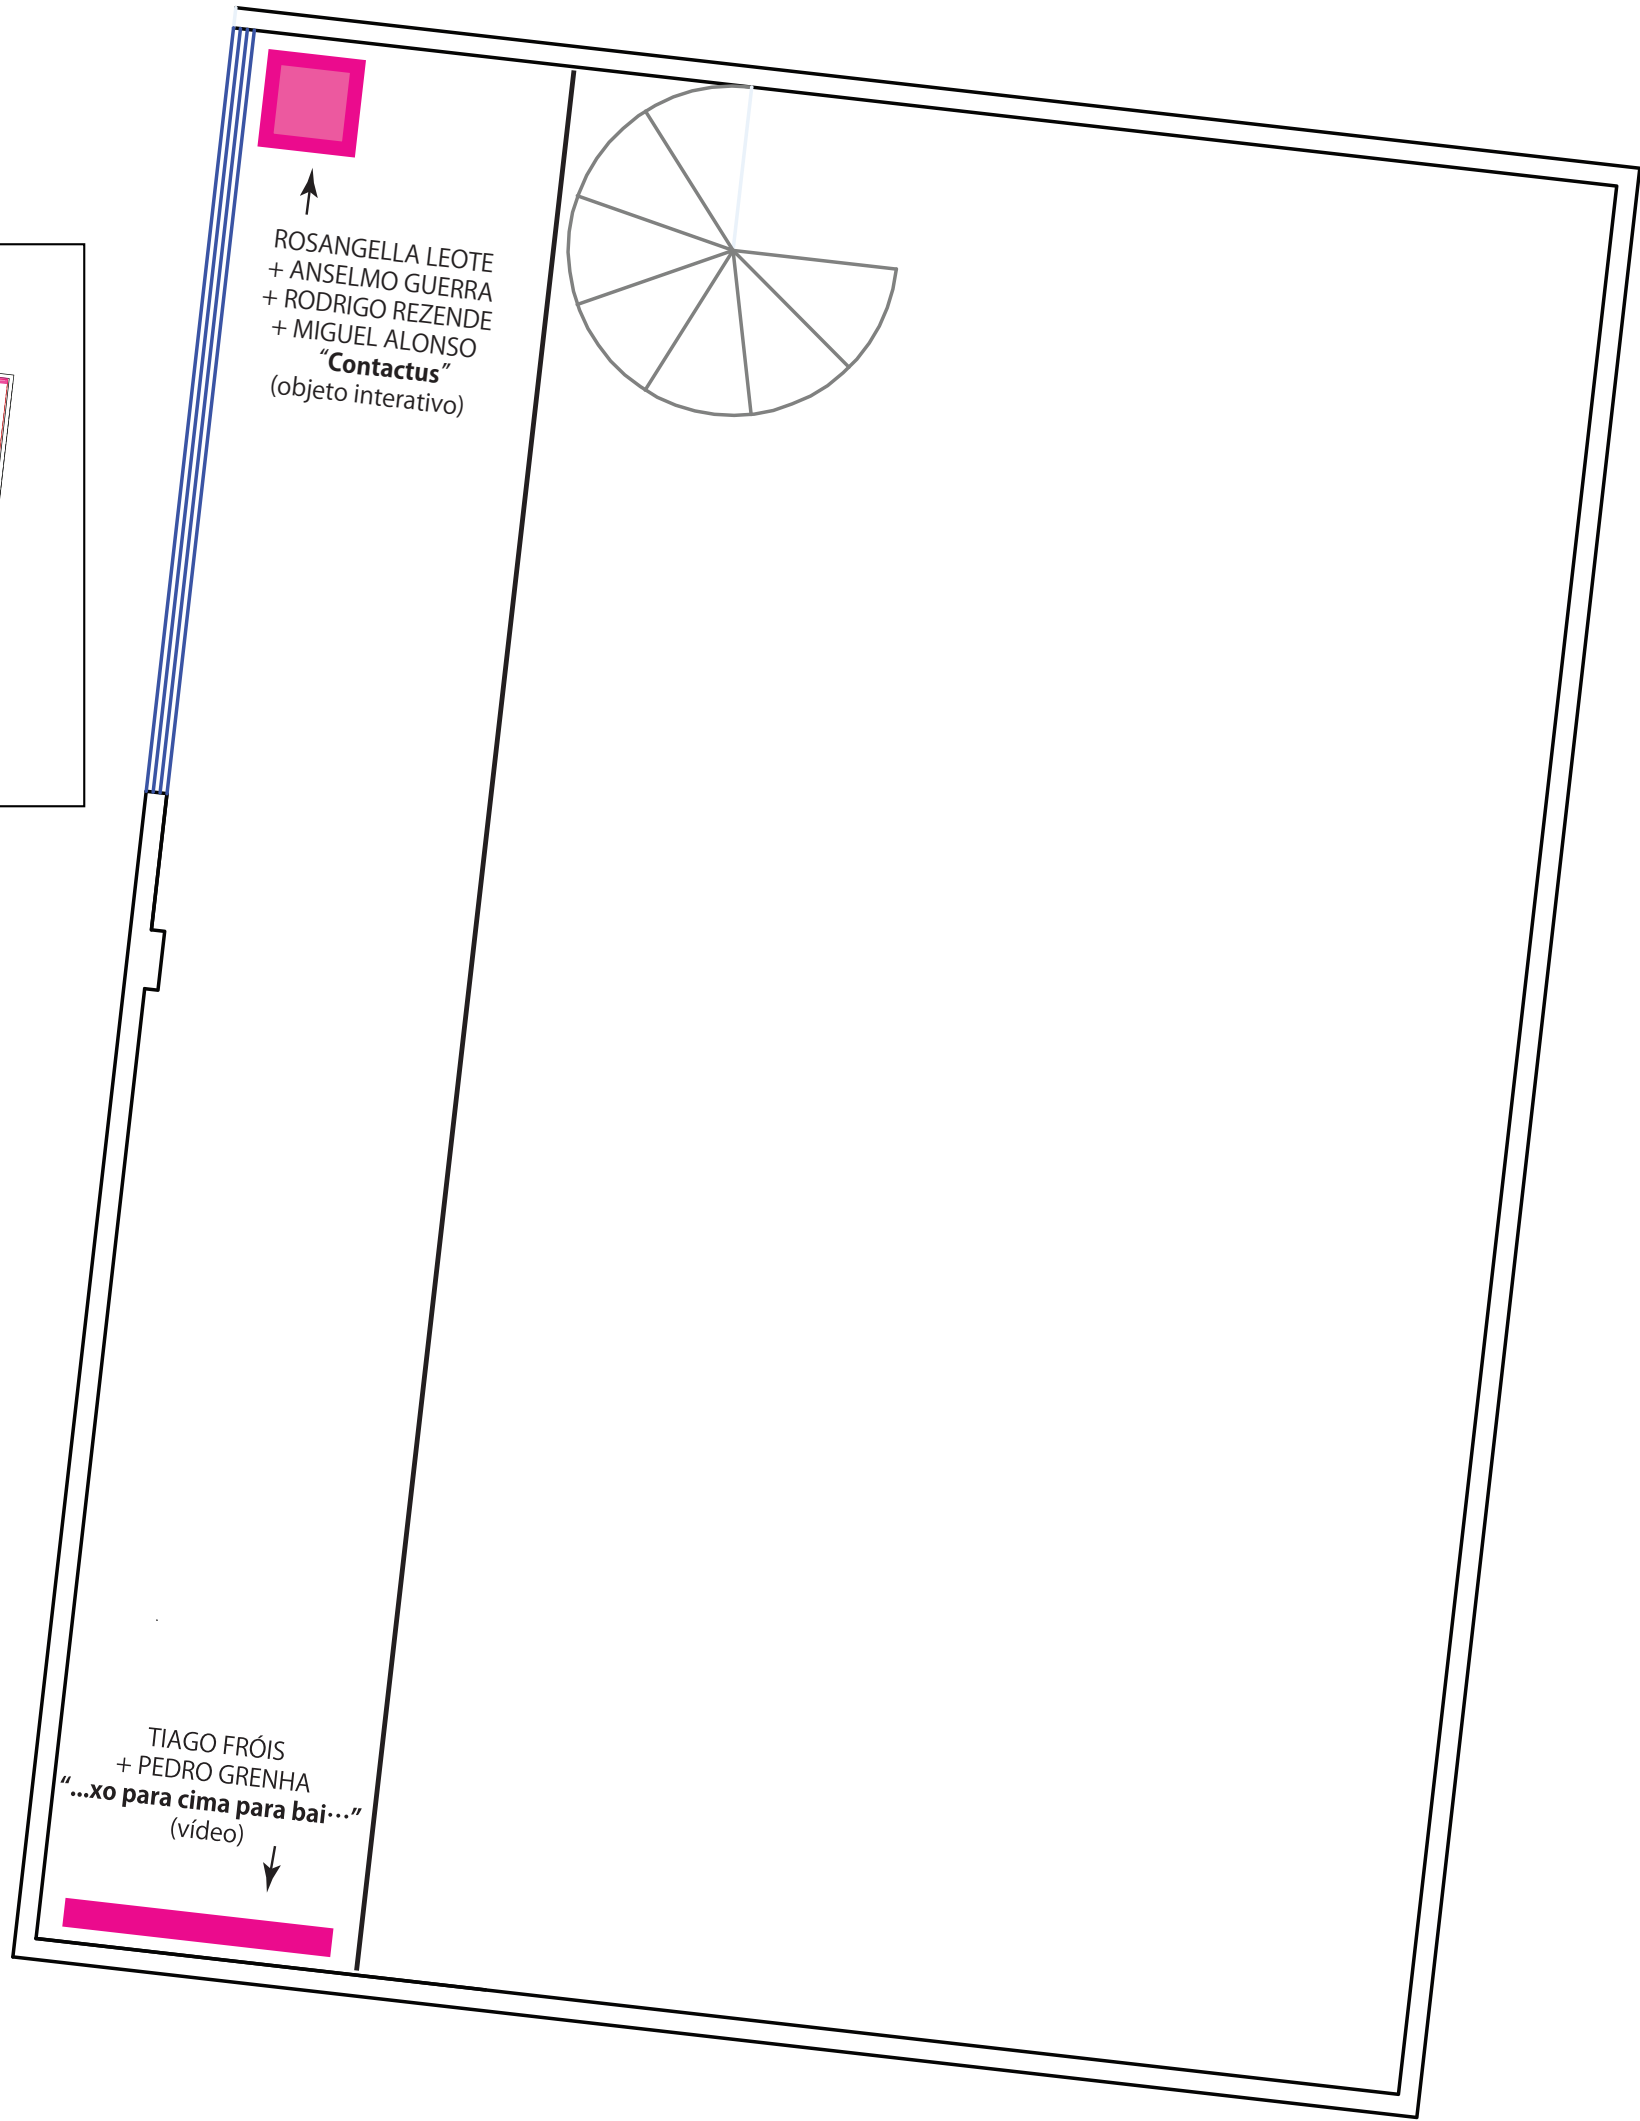 ROSANGELLA LEOTE
+ ANSELMO GUERRA
+ RODRIGO REZENDE
+ MIGUEL ALONSO
“Contactus”
(objeto interativo)
TIAGO FRÓIS
+ PEDRO GRENHA
“...xo para cima para bai...”
(vídeo)